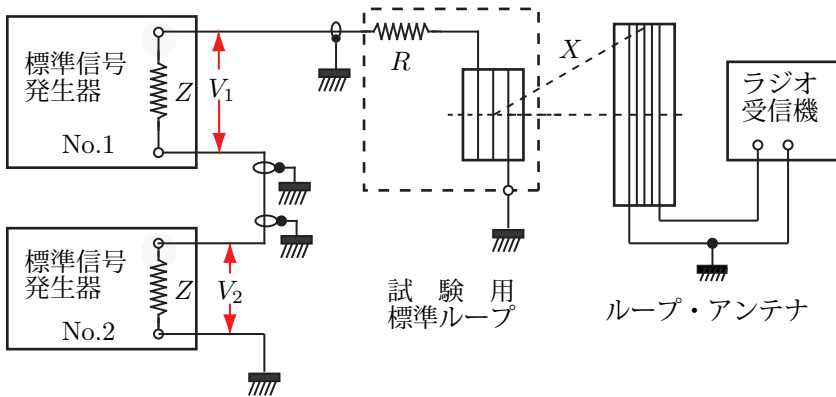 標準信号
発生器
Z
V₁
No.1
R
X
ラジオ
受信機
標準信号
発生器
Z
V₂
No.2
試 験 用
標準ループ
ループ・アンテナ